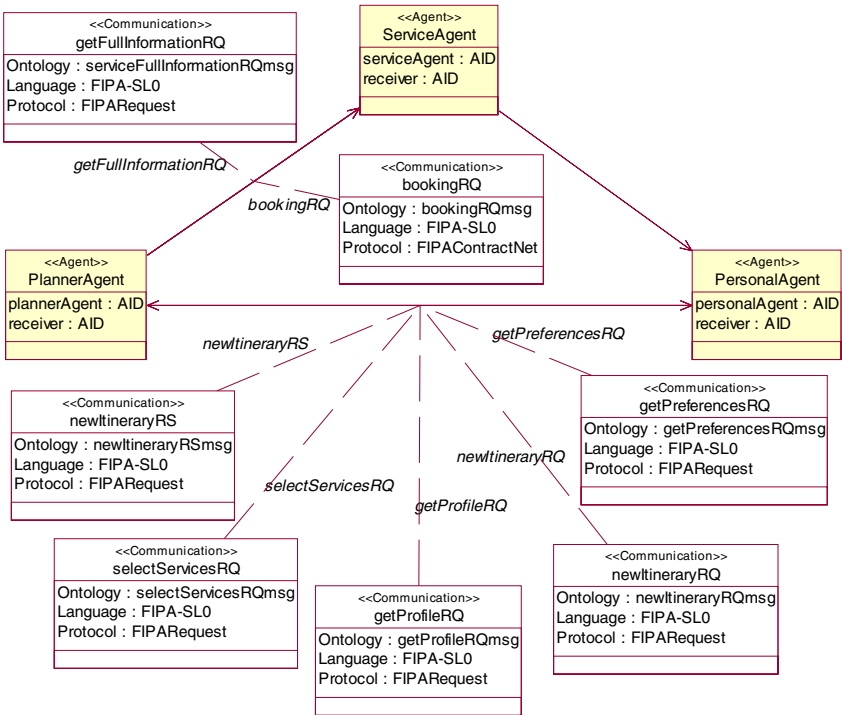 <<Communication>>
getFullInformationRQ
Ontology : serviceFullInformationRQmsg
Language : FIPA-SL0
Protocol : FIPARequest
<<Agent>>
ServiceAgent
serviceAgent : AID
receiver : AID
getFullInformationRQ
bookingRQ
<<Communication>>
bookingRQ
Ontology : bookingRQmsg
Language : FIPA-SL0
Protocol : FIPAContractNet
<<Agent>>
PlannerAgent
plannerAgent : AID
receiver : AID
<<Agent>>
PersonalAgent
personalAgent : AID
receiver : AID
newItineraryRS
getPreferencesRQ
<<Communication>>
newItineraryRS
Ontology : newItineraryRSmsg
Language : FIPA-SL0
Protocol : FIPARequest
<<Communication>>
getPreferencesRQ
Ontology : getPreferencesRQmsg
Language : FIPA-SL0
Protocol : FIPARequest
selectServicesRQ
getProfileRQ
newItineraryRQ
<<Communication>>
selectServicesRQ
Ontology : selectServicesRQmsg
Language : FIPA-SL0
Protocol : FIPARequest
<<Communication>>
getProfileRQ
Ontology : getProfileRQmsg
Language : FIPA-SL0
Protocol : FIPARequest
<<Communication>>
newItineraryRQ
Ontology : newItineraryRQmsg
Language : FIPA-SL0
Protocol : FIPARequest